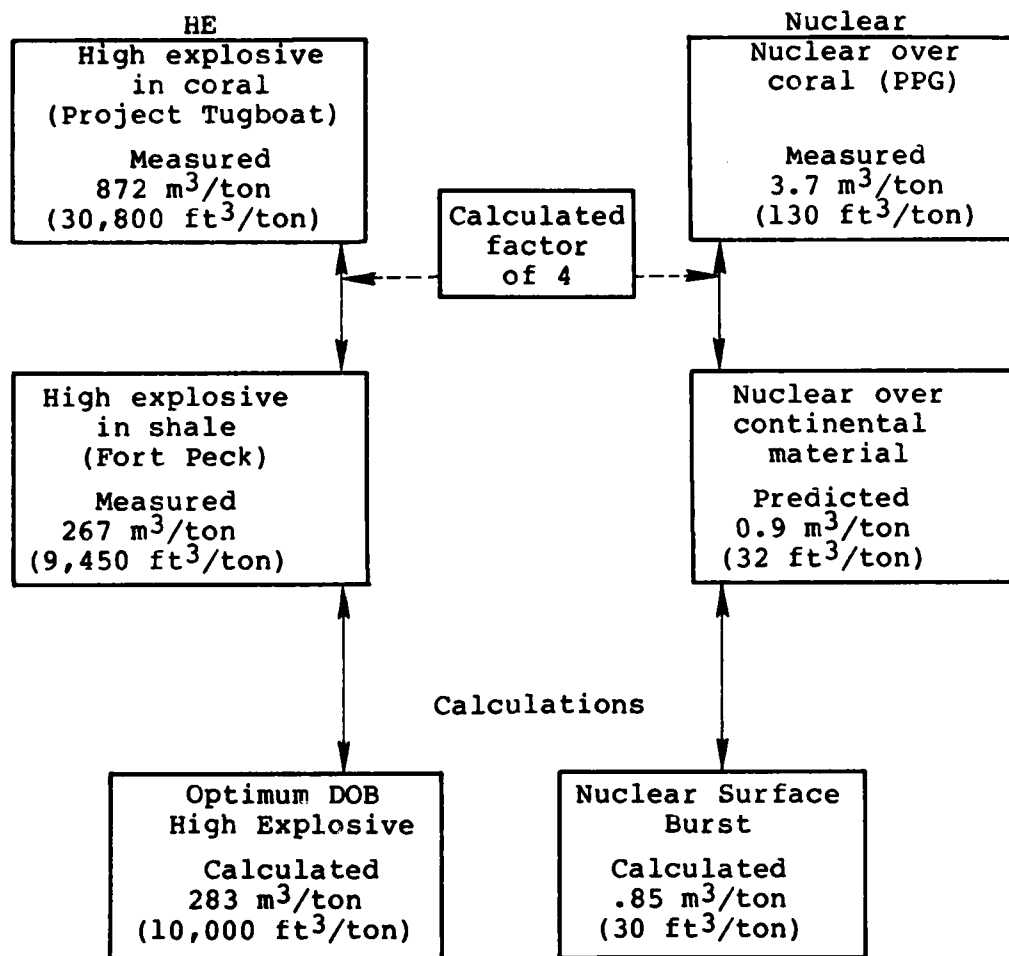 HE
High explosive
in coral
(Project Tugboat)
Measured
872 m³/ton
(30,800 ft³/ton)
Nuclear
Nuclear over
coral (PPG)
Measured
3.7 m³/ton
(130 ft³/ton)
Calculated
factor
of 4
High explosive
in shale
(Fort Peck)
Measured
267 m³/ton
(9,450 ft³/ton)
Nuclear over
continental
material
Predicted
0.9 m³/ton
(32 ft³/ton)
Calculations
Optimum DOB
High Explosive
Calculated
283 m³/ton
(10,000 ft³/ton)
Nuclear Surface
Burst
Calculated
.85 m³/ton
(30 ft³/ton)